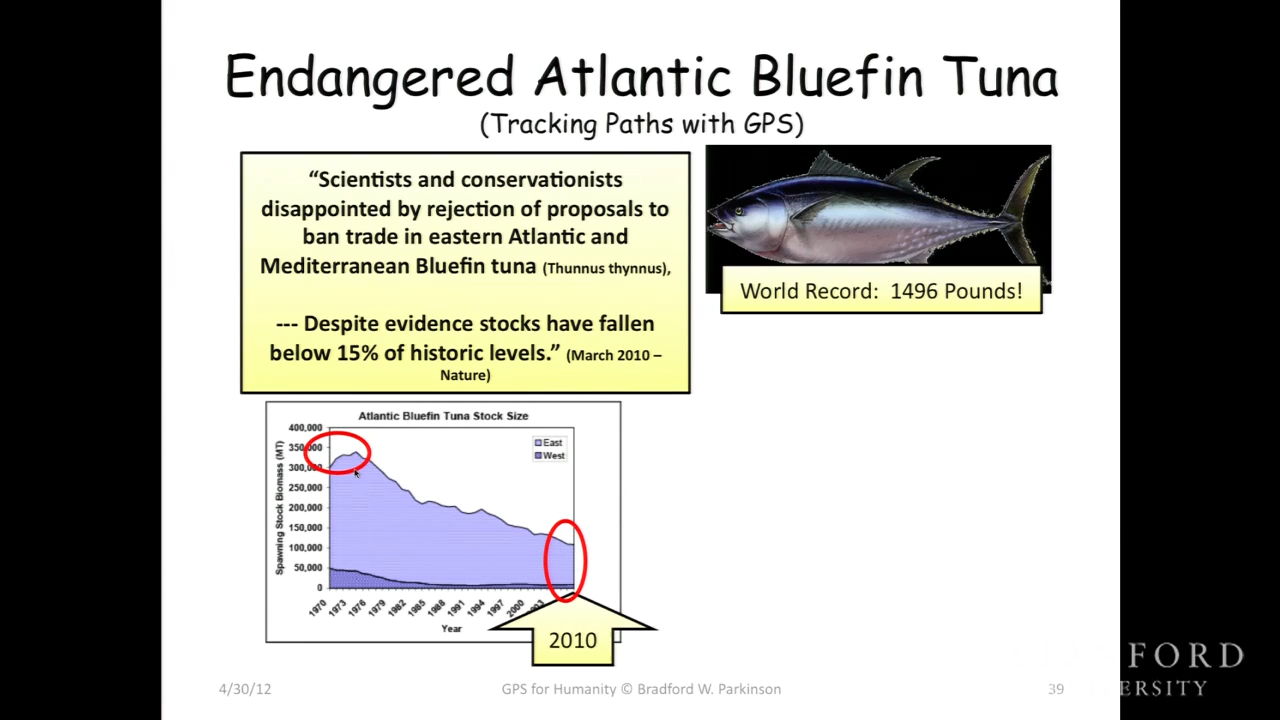 Endangered Atlantic Bluefin Tuna
(Tracking Paths with GPS)
“Scientists and conservationists
disappointed by rejection of proposals to
ban trade in eastern Atlantic and
Mediterranean Bluefin tuna (Thunnus thynnus),
--- Despite evidence stocks have fallen
below 15% of historic levels.” (March 2010 –
Nature)
World Record: 1496 Pounds!
Atlantic Bluefin Tuna Stock Size
Spawning Stock Biomass (MT)
400,000
350,000
300,000
250,000
200,000
150,000
100,000
50,000
0
East
West
1970
1973
1976
1979
1982
1985
1988
1991
1994
1997
2000
Year
2010
4/30/12
GPS for Humanity © Bradford W. Parkinson
39